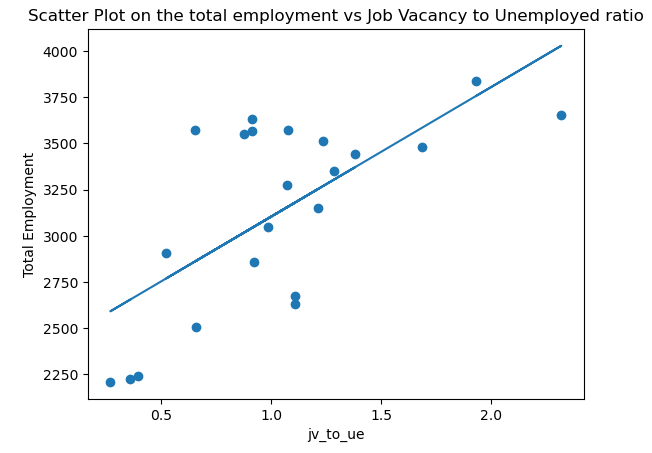 Scatter Plot on the total employment vs Job Vacancy to Unemployed ratio
4000
3750
3500
3250
3000
2750
2500
2250
Total Employment
0.5 1.0 1.5 2.0
jv_to_ue